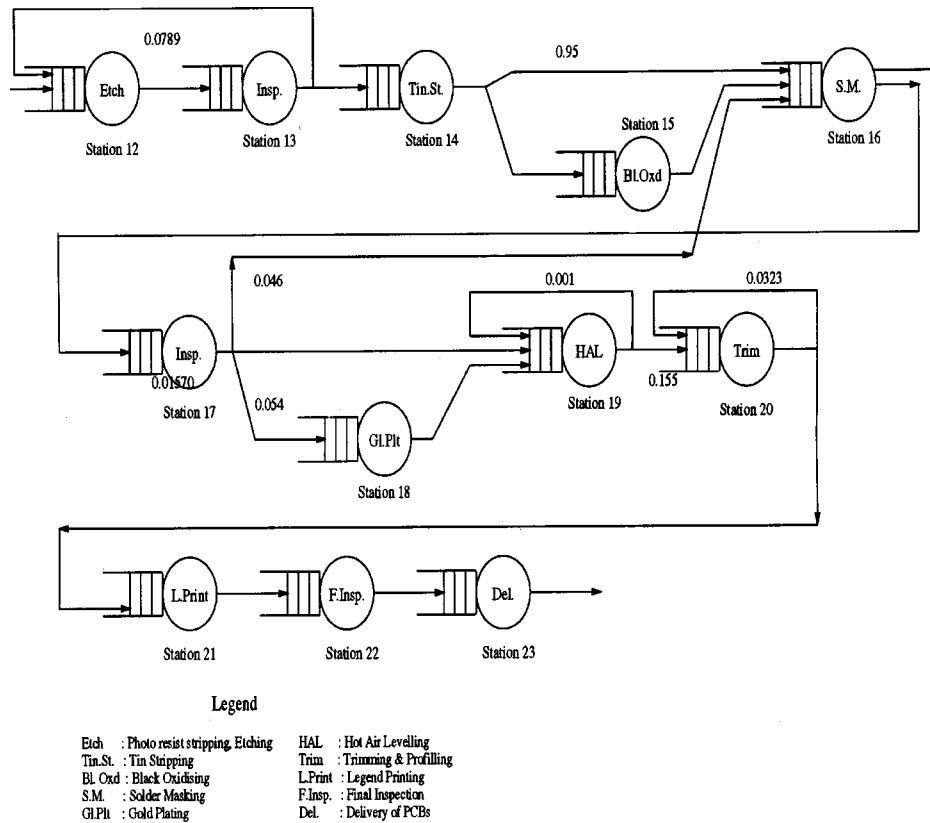 0.0789
0.95
Etch
Insp.
Tin.St.
S.M.
Station 12
Station 13
Station 14
Station 15
Station 16
Bl.Oxd
0.046
0.001
0.0323
Insp.
HAL
Trim
0.01570
0.054
0.155
Station 17
Station 19
Station 20
Gl.Plt
Station 18
L.Print
F.Insp.
Del.
Station 21
Station 22
Station 23
Legend
Etch : Photo resist stripping, Etching
Tin.St. : Tin Stripping
Bl. Oxd : Black Oxidising
S.M. : Solder Masking
Gl.Plt : Gold Plating
HAL : Hot Air Levelling
Trim : Trimming & Profilling
L.Print : Legend Printing
F.Insp. : Final Inspection
Del. : Delivery of PCBs